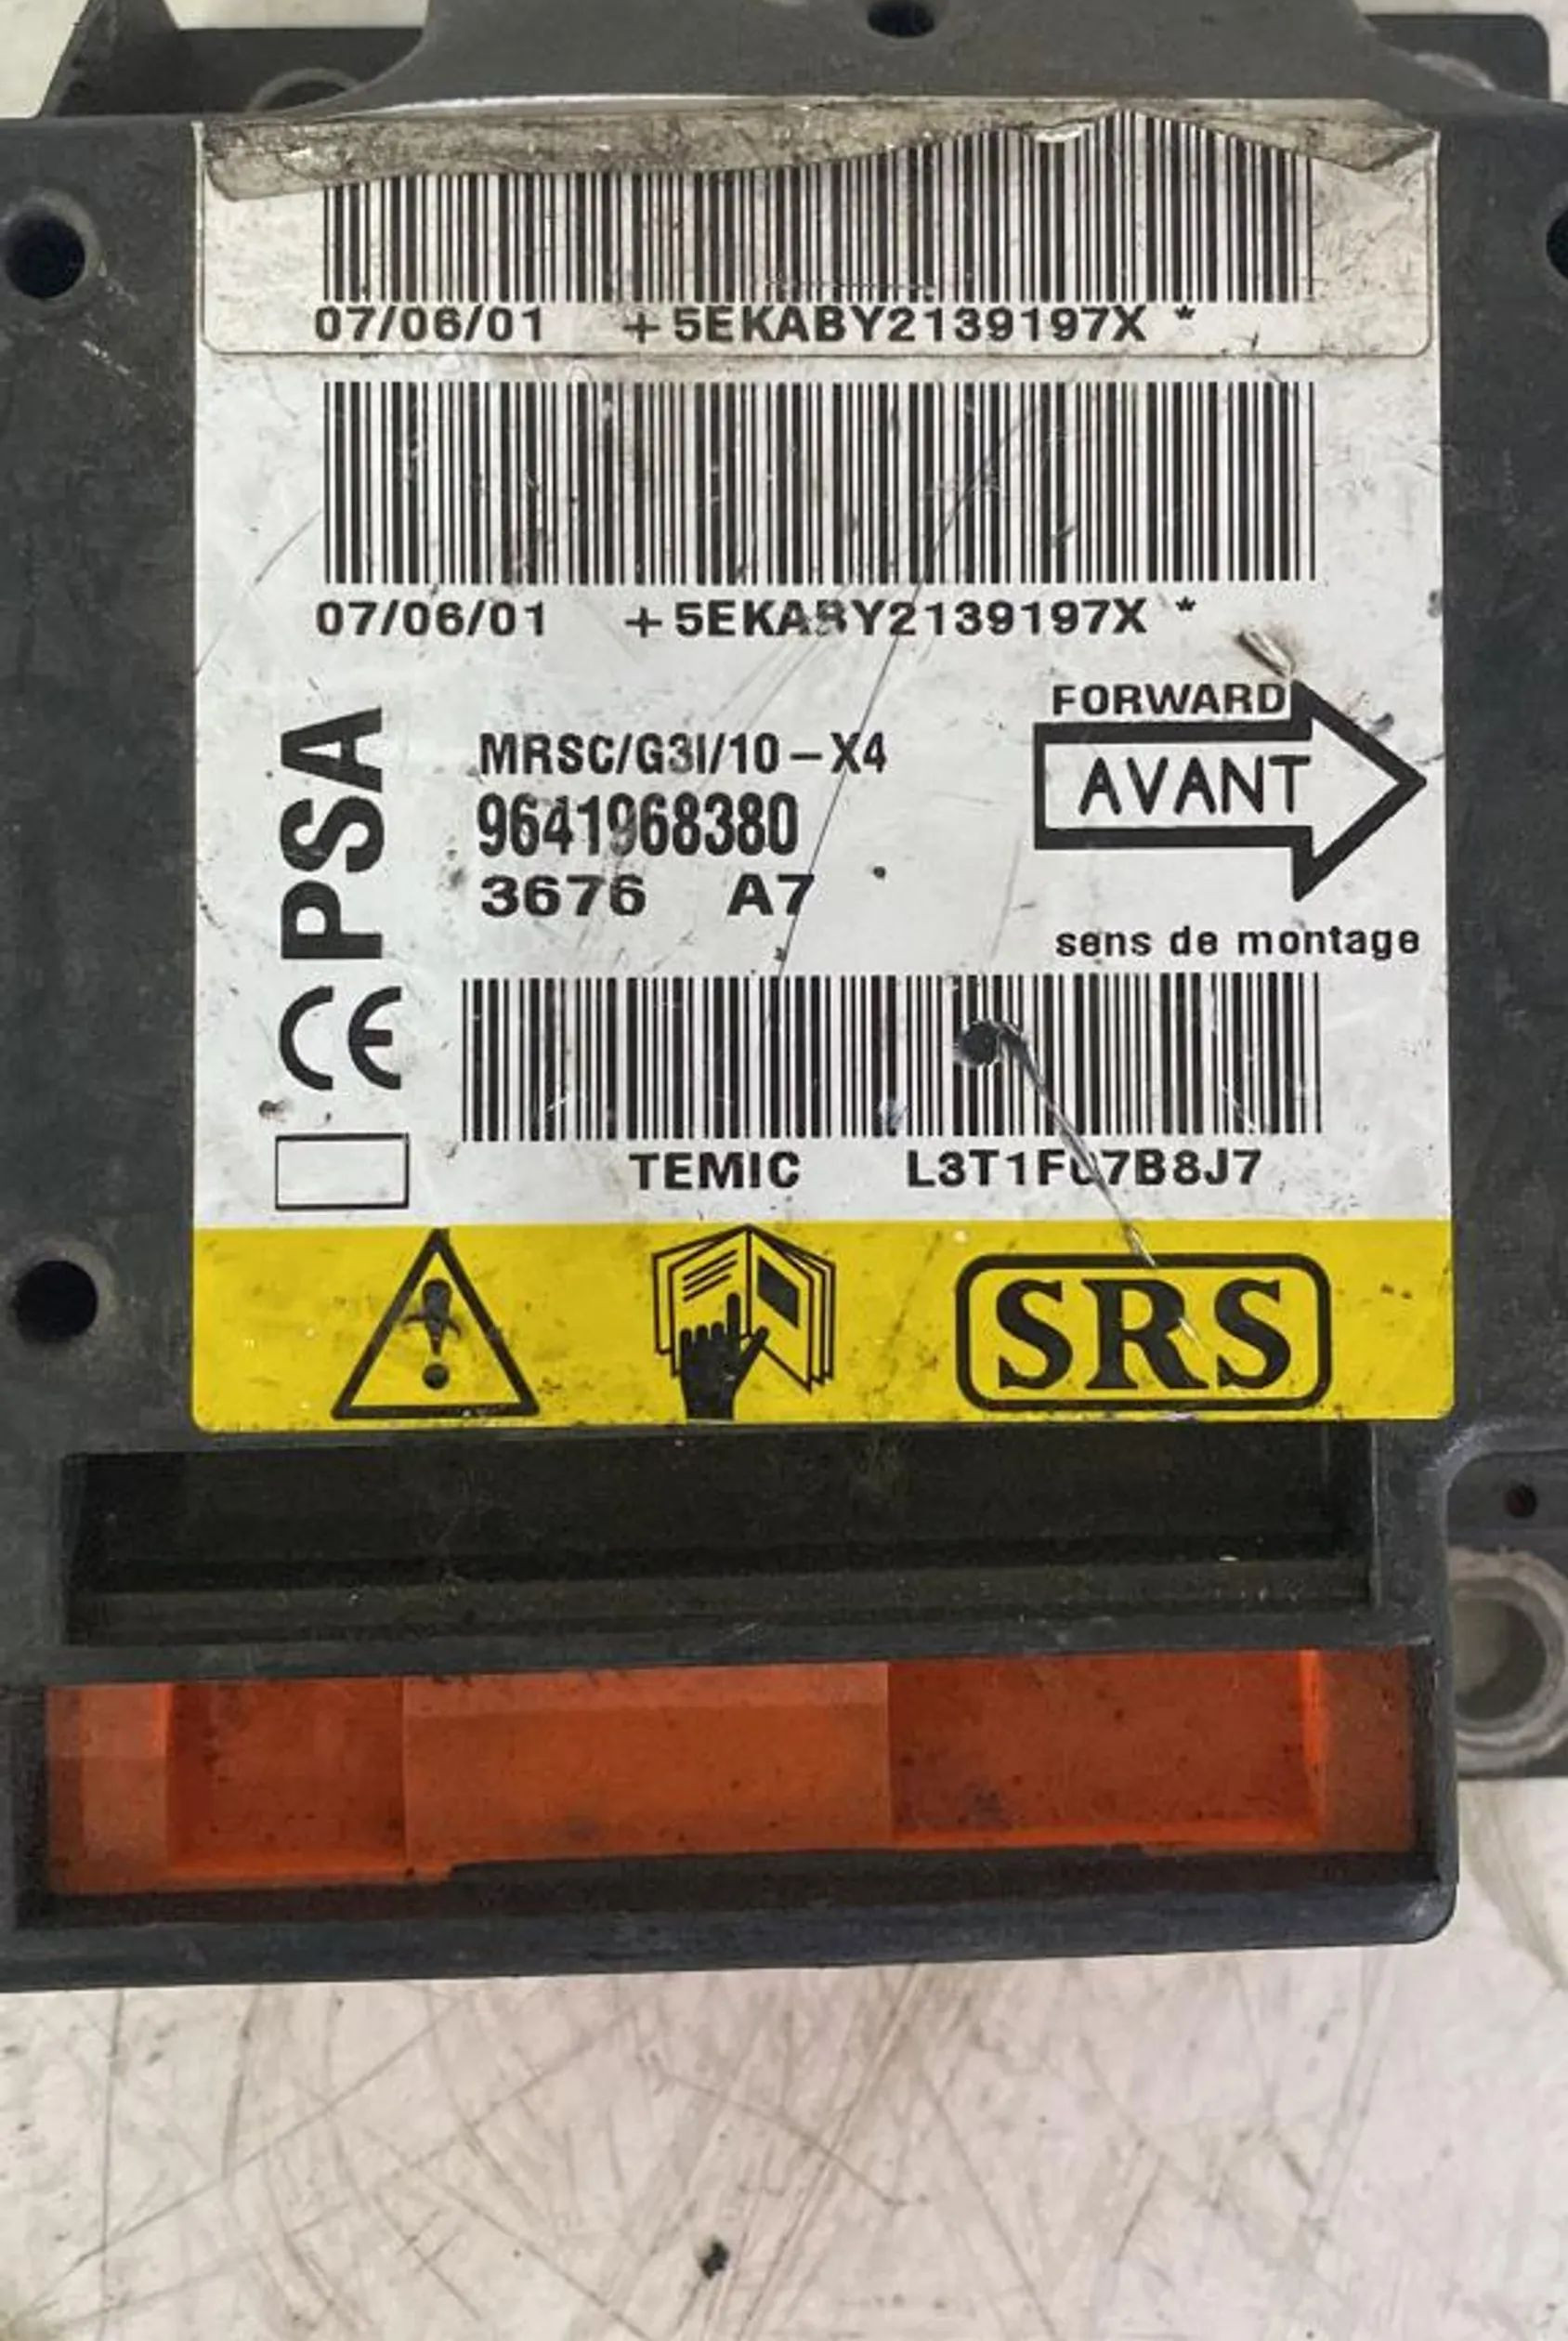 07/06/01 +5EKABY2139197X *
07/06/01 +5EKABY2139197X *
FORWARD
AVANT
sens de montage
PSA
CE
MRSC/G3I/10-X4
9641968380
3676 A7
TEMIC L3T1F07B8J7
SRS